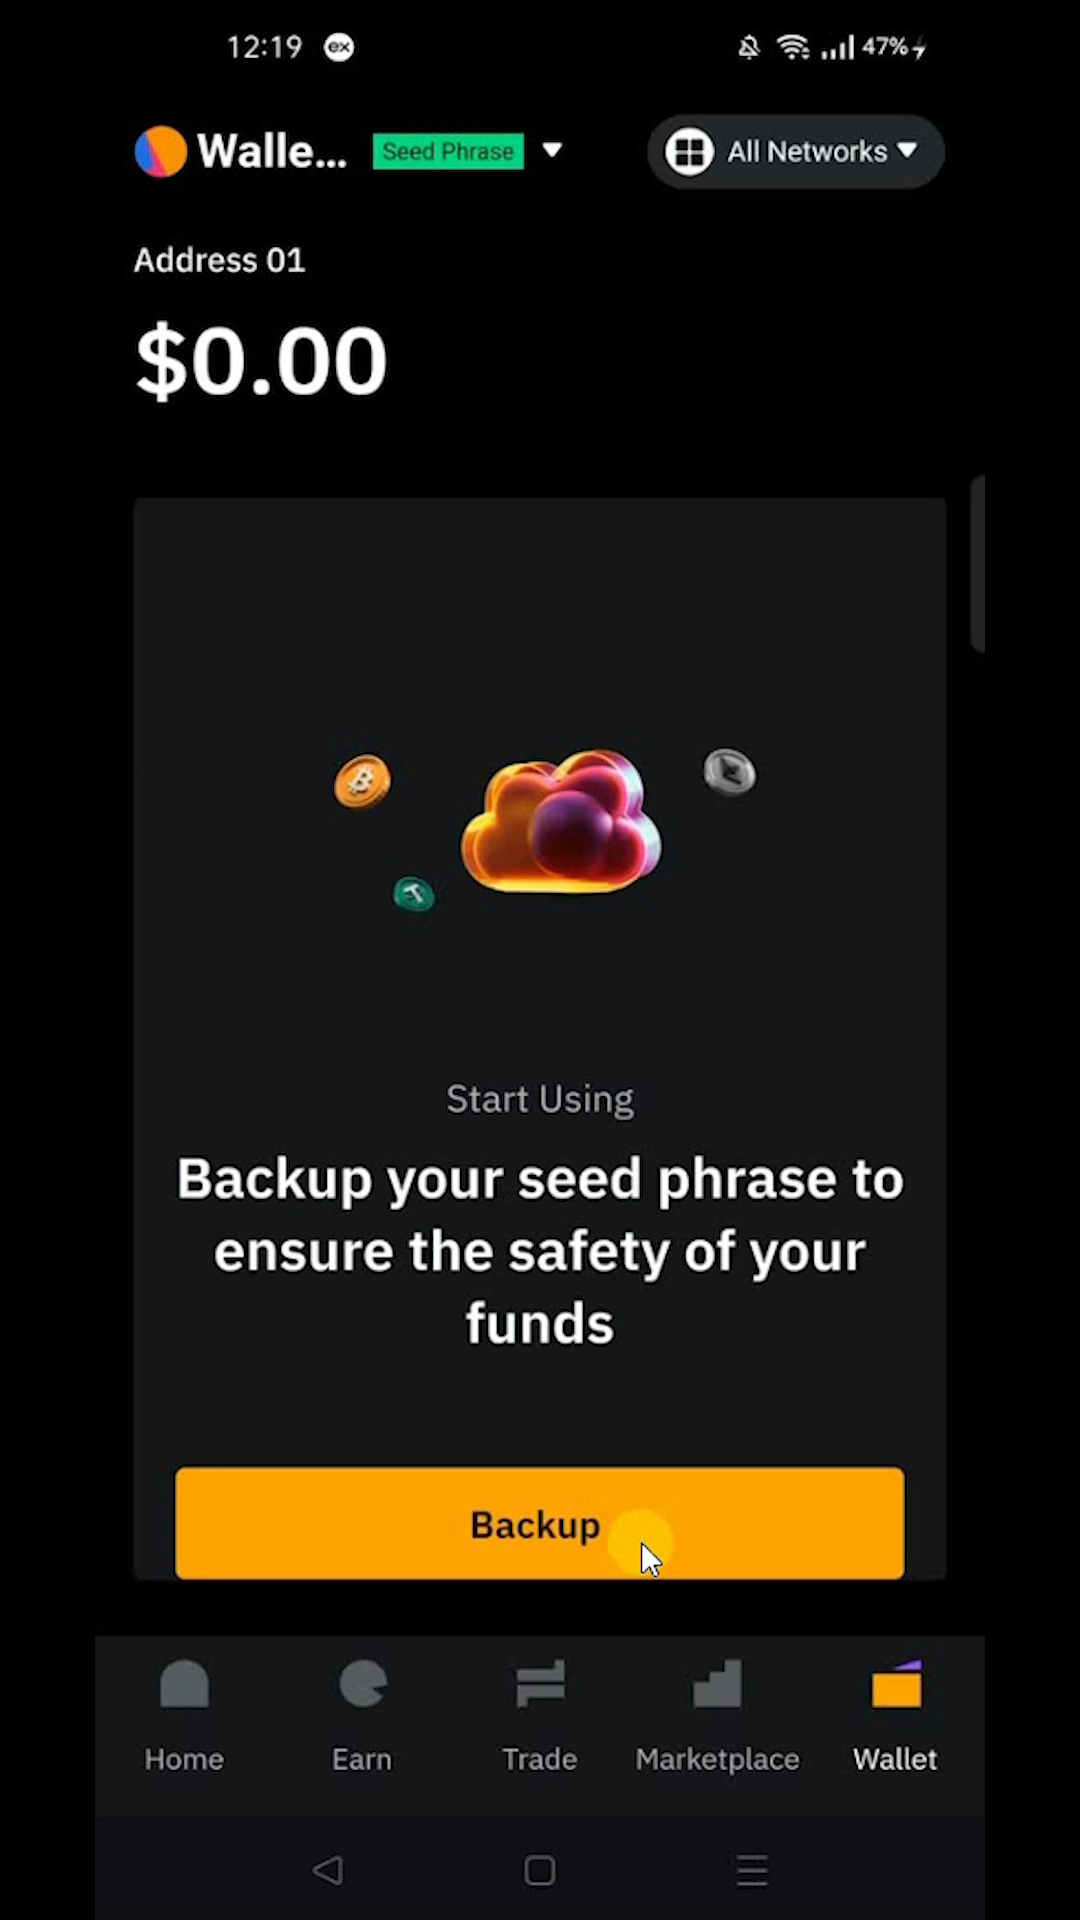 12:19 ex 47%
Walle... Seed Phrase All Networks
Address 01
$0.00
Start Using
Backup your seed phrase to
ensure the safety of your
funds
Backup
Home Earn Trade Marketplace Wallet